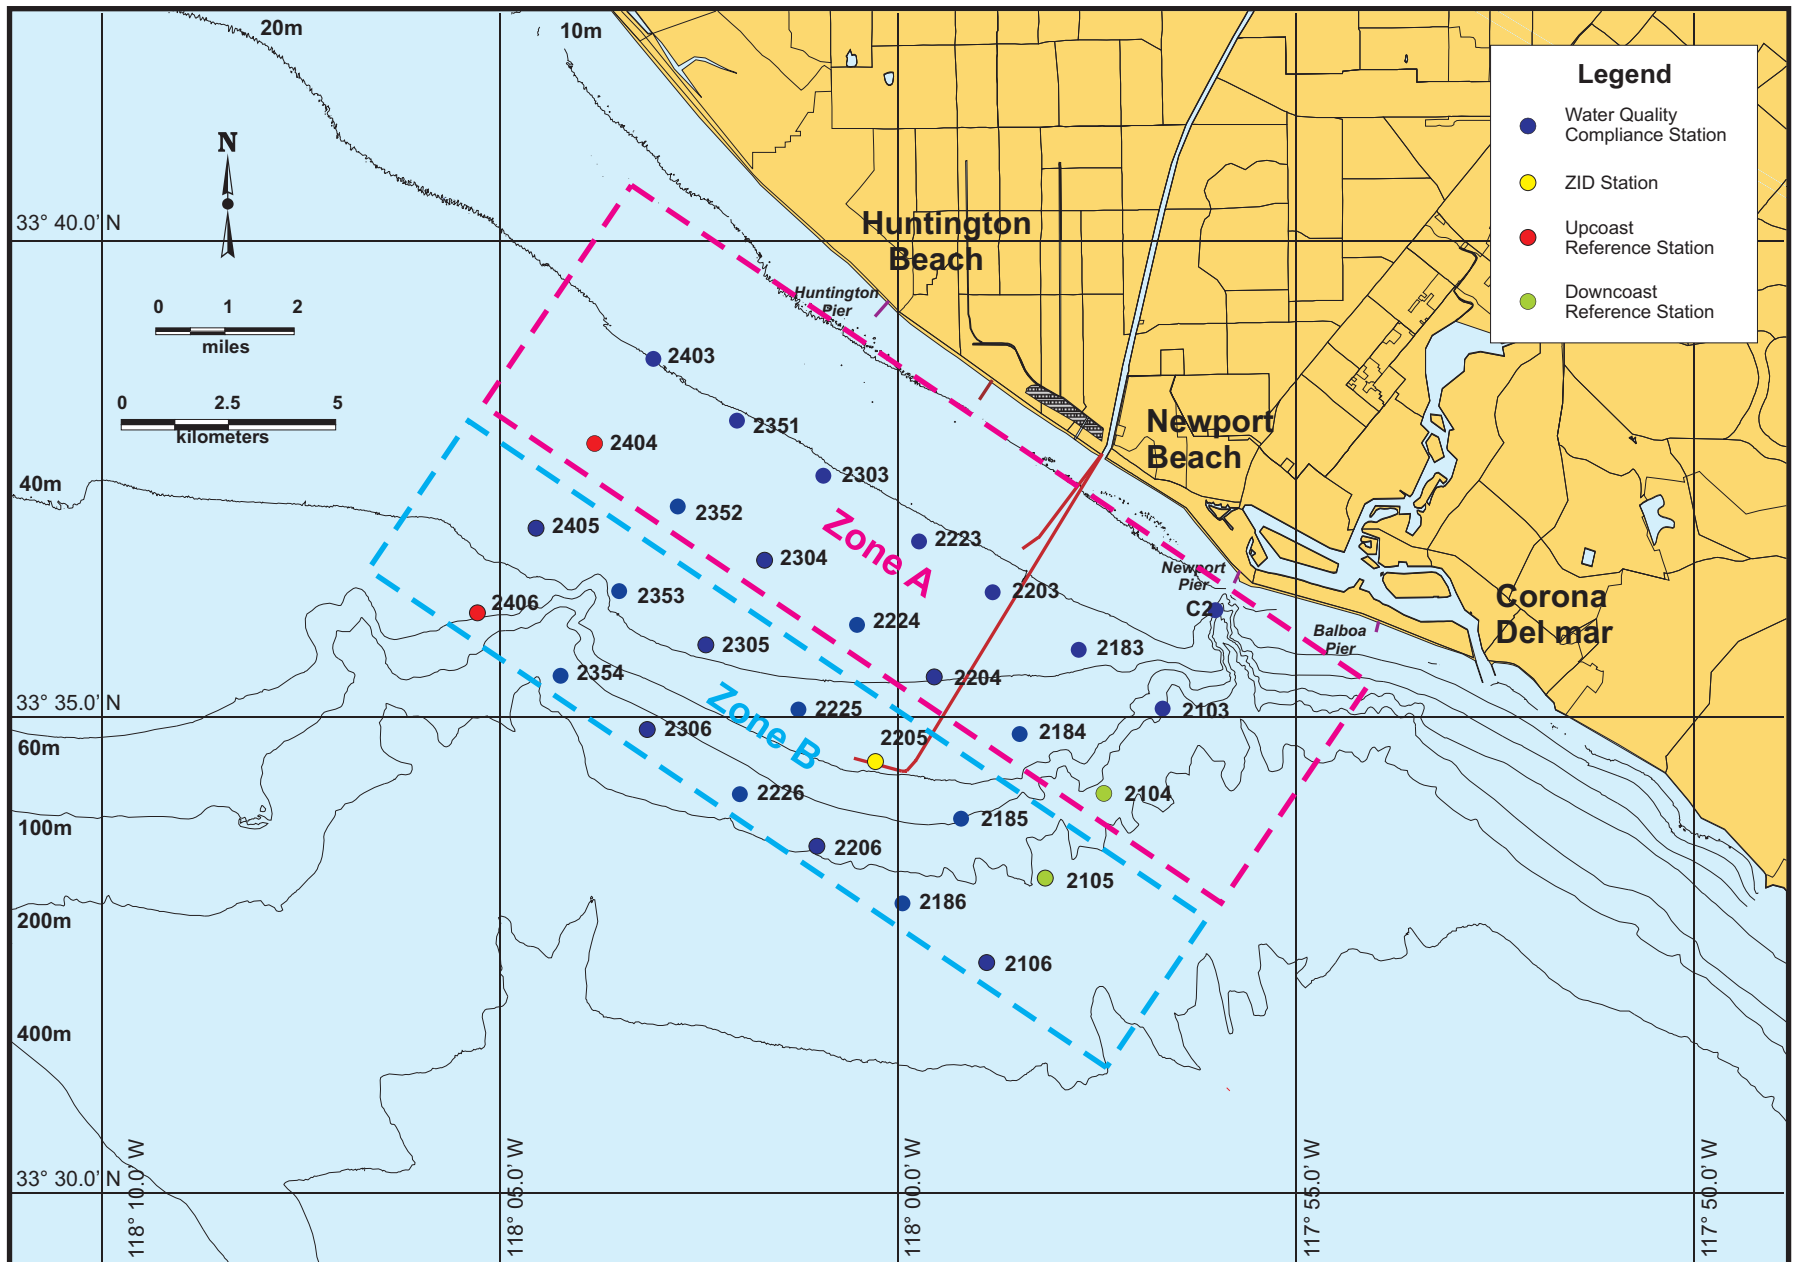 20m
10m
Legend
Water Quality
Compliance Station
ZID Station
Upcoast
Reference Station
Downcoast
Reference Station
N
33° 40.0' N
Huntington
Beach
Huntington
Pier
0 1 2
miles
0 2.5 5
kilometers
2403
2351
2404
2303
Newport
Beach
40m
2352
2405
Zone A
2223
2304
Newport
Pier
2353
2203
2406
C2
Corona
Del mar
2224
Balboa
Pier
2305
2183
2354
2204
33° 35.0' N
Zone B
2225
2103
2306
2205
2184
60m
2226
2104
100m
2185
2206
2105
200m
2186
2106
400m
33° 30.0' N
118° 10.0' W
118° 05.0' W
118° 00.0' W
117° 55.0' W
117° 50.0' W